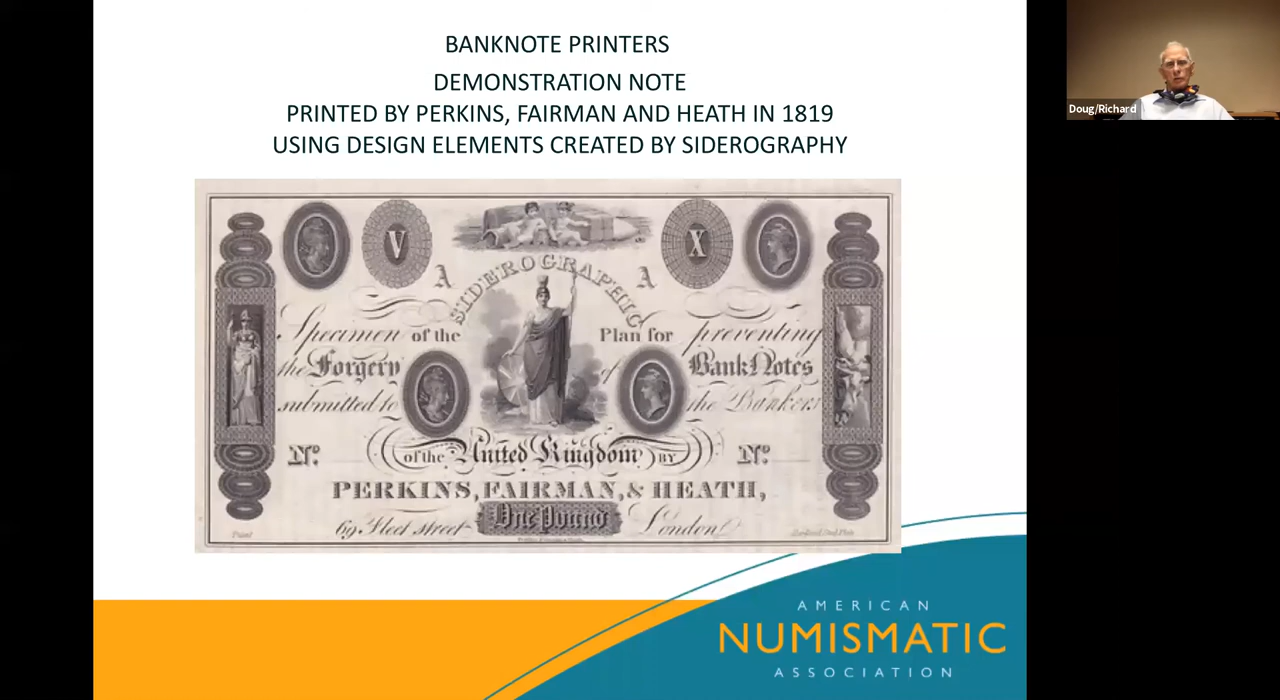 BANKNOTE PRINTERS
DEMONSTRATION NOTE
PRINTED BY PERKINS, FAIRMAN AND HEATH IN 1819
USING DESIGN ELEMENTS CREATED BY SIDEROGRAPHY
Doug/Richard
V X
A A
SIDEROGRAPHIC
Specimen of the Plan for preventing
the Forgery of Bank Notes
submitted to the Bankers
No. of the United Kingdom BY No.
PERKINS, FAIRMAN, & HEATH,
69 Fleet street One Pound London
AMERICAN
NUMISMATIC
ASSOCIATION